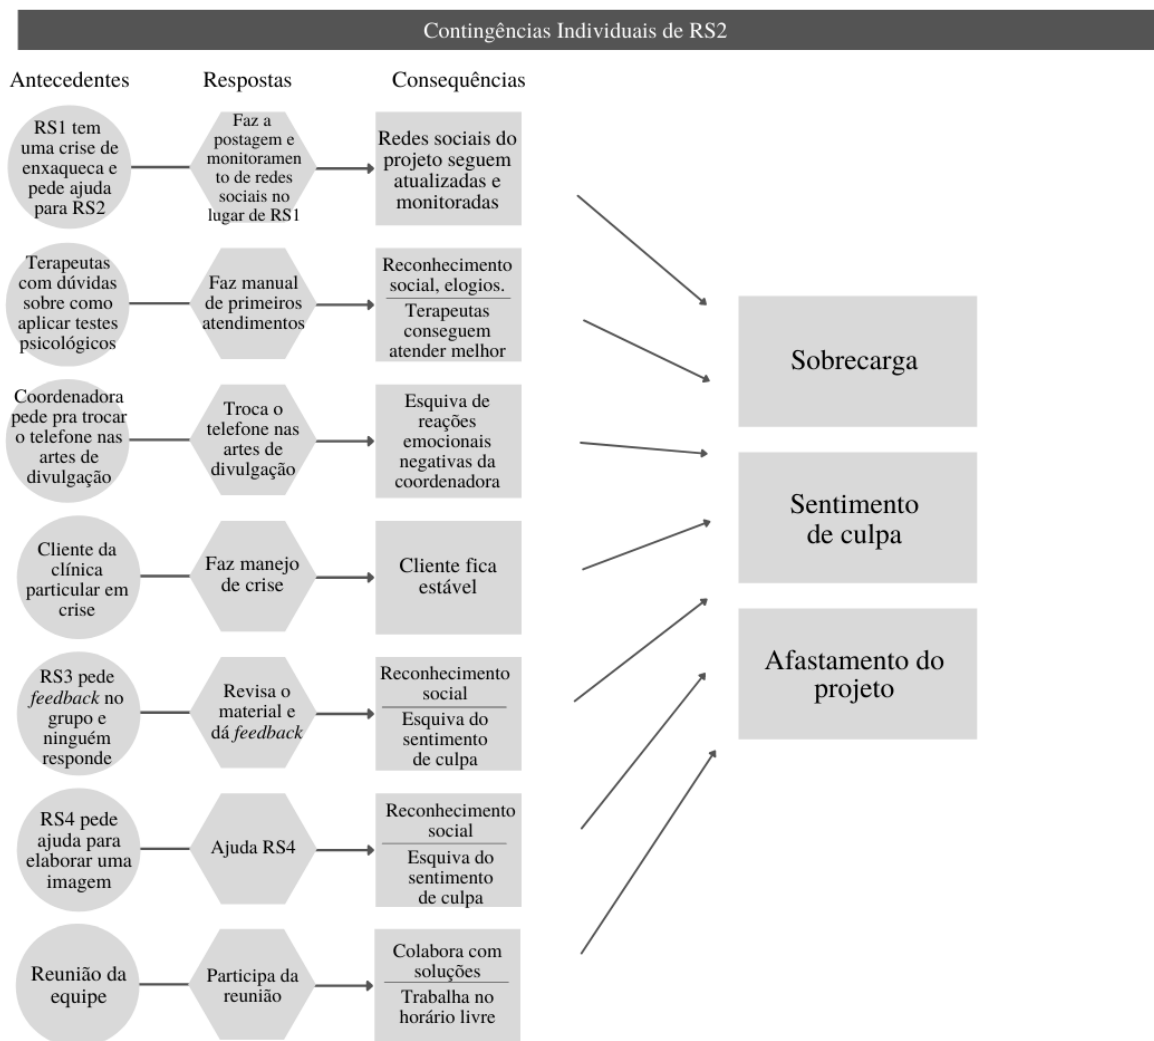 Contingências Individuais de RS2
Antecedentes
Respostas
Consequências
RS1 tem
uma crise de
enxaqueca e
pede ajuda
para RS2
Faz a
postagem e
monitoramen
to de redes
sociais no
lugar de RS1
Redes sociais do
projeto seguem
atualizadas e
monitoradas
Terapeutas
com dúvidas
sobre como
aplicar testes
psicológicos
Faz manual
de primeiros
atendimentos
Reconhecimento
social, elogios.
Terapeutas
conseguem
atender melhor
Coordenadora
pede pra trocar
o telefone nas
artes de
divulgação
Troca o
telefone nas
artes de
divulgação
Esquiva de
reações
emocionais
negativas da
coordenadora
Cliente da
clínica
particular em
crise
Faz manejo
de crise
Cliente fica
estável
RS3 pede
feedback no
grupo e
ninguém
responde
Revisa o
material e
dá feedback
Reconhecimento
social
Esquiva do
sentimento
de culpa
RS4 pede
ajuda para
elaborar uma
imagem
Ajuda RS4
Reconhecimento
social
Esquiva do
sentimento
de culpa
Reunião da
equipe
Participa da
reunião
Colabora com
soluções
Trabalha no
horário livre
Sobrecarga
Sentimento
de culpa
Afastamento do
projeto